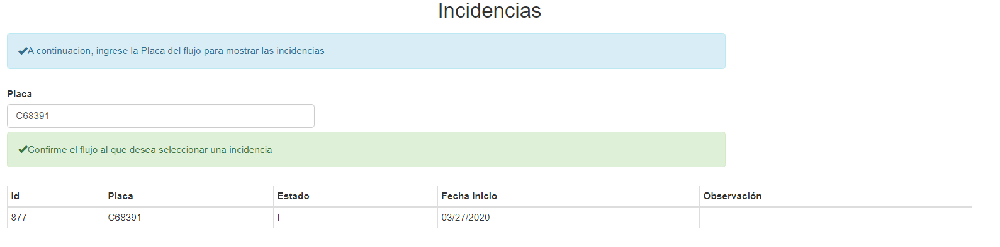 Incidencias
A continuacion, ingrese la Placa del flujo para mostrar las incidencias
Placa
C68391
Confirme el flujo al que desea seleccionar una incidencia
id Placa Estado Fecha Inicio Observación
877 C68391 I 03/27/2020